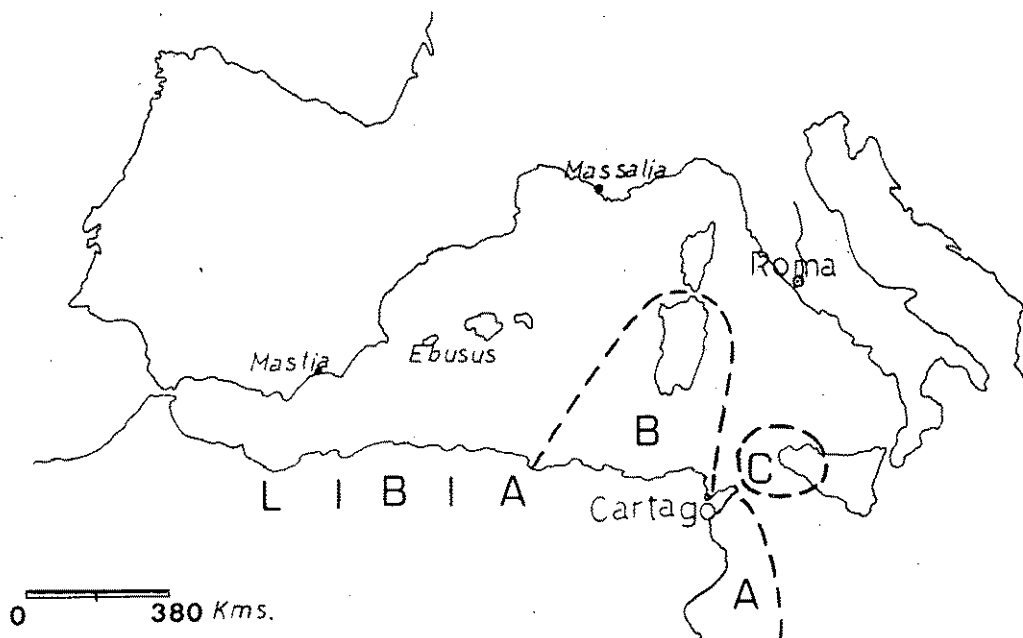 Massalia
Roma
Mastia
Ebusus
B
C
L I B I A
Cartago
A
0 380 Kms.